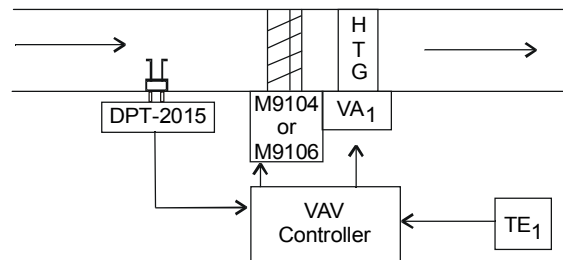 H
T
G
DPT-2015
M9104
or
M9106
VA1
VAV
Controller
TE1